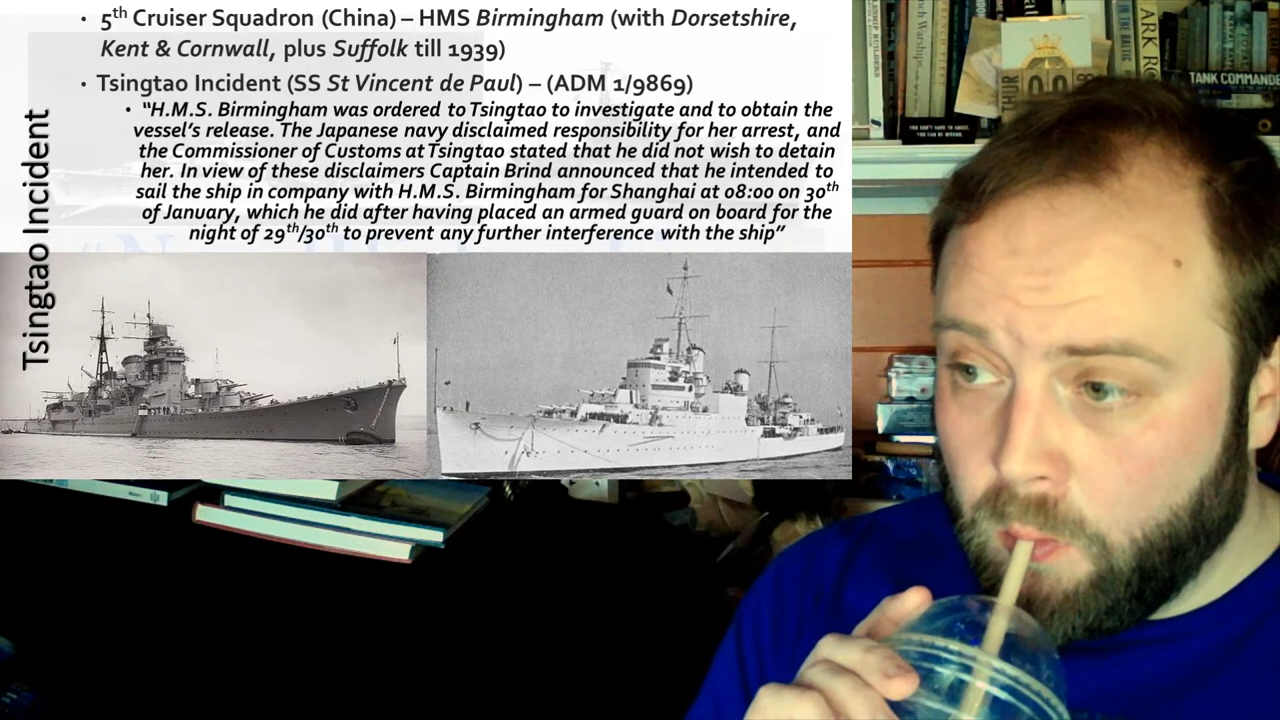 • 5th Cruiser Squadron (China) – HMS Birmingham (with Dorsetshire,
Kent & Cornwall, plus Suffolk till 1939)
• Tsingtao Incident (SS St Vincent de Paul) – (ADM 1/9869)
• “H.M.S. Birmingham was ordered to Tsingtao to investigate and to obtain the
vessel’s release. The Japanese navy disclaimed responsibility for her arrest, and
the Commissioner of Customs at Tsingtao stated that he did not wish to detain
her. In view of these disclaimers Captain Brind announced that he intended to
sail the ship in company with H.M.S. Birmingham for Shanghai at 08:00 on 30th
of January, which he did after having placed an armed guard on board for the
night of 29th/30th to prevent any further interference with the ship”
Tsingtao Incident
TANK COMMANDE
IN THE BALTIC